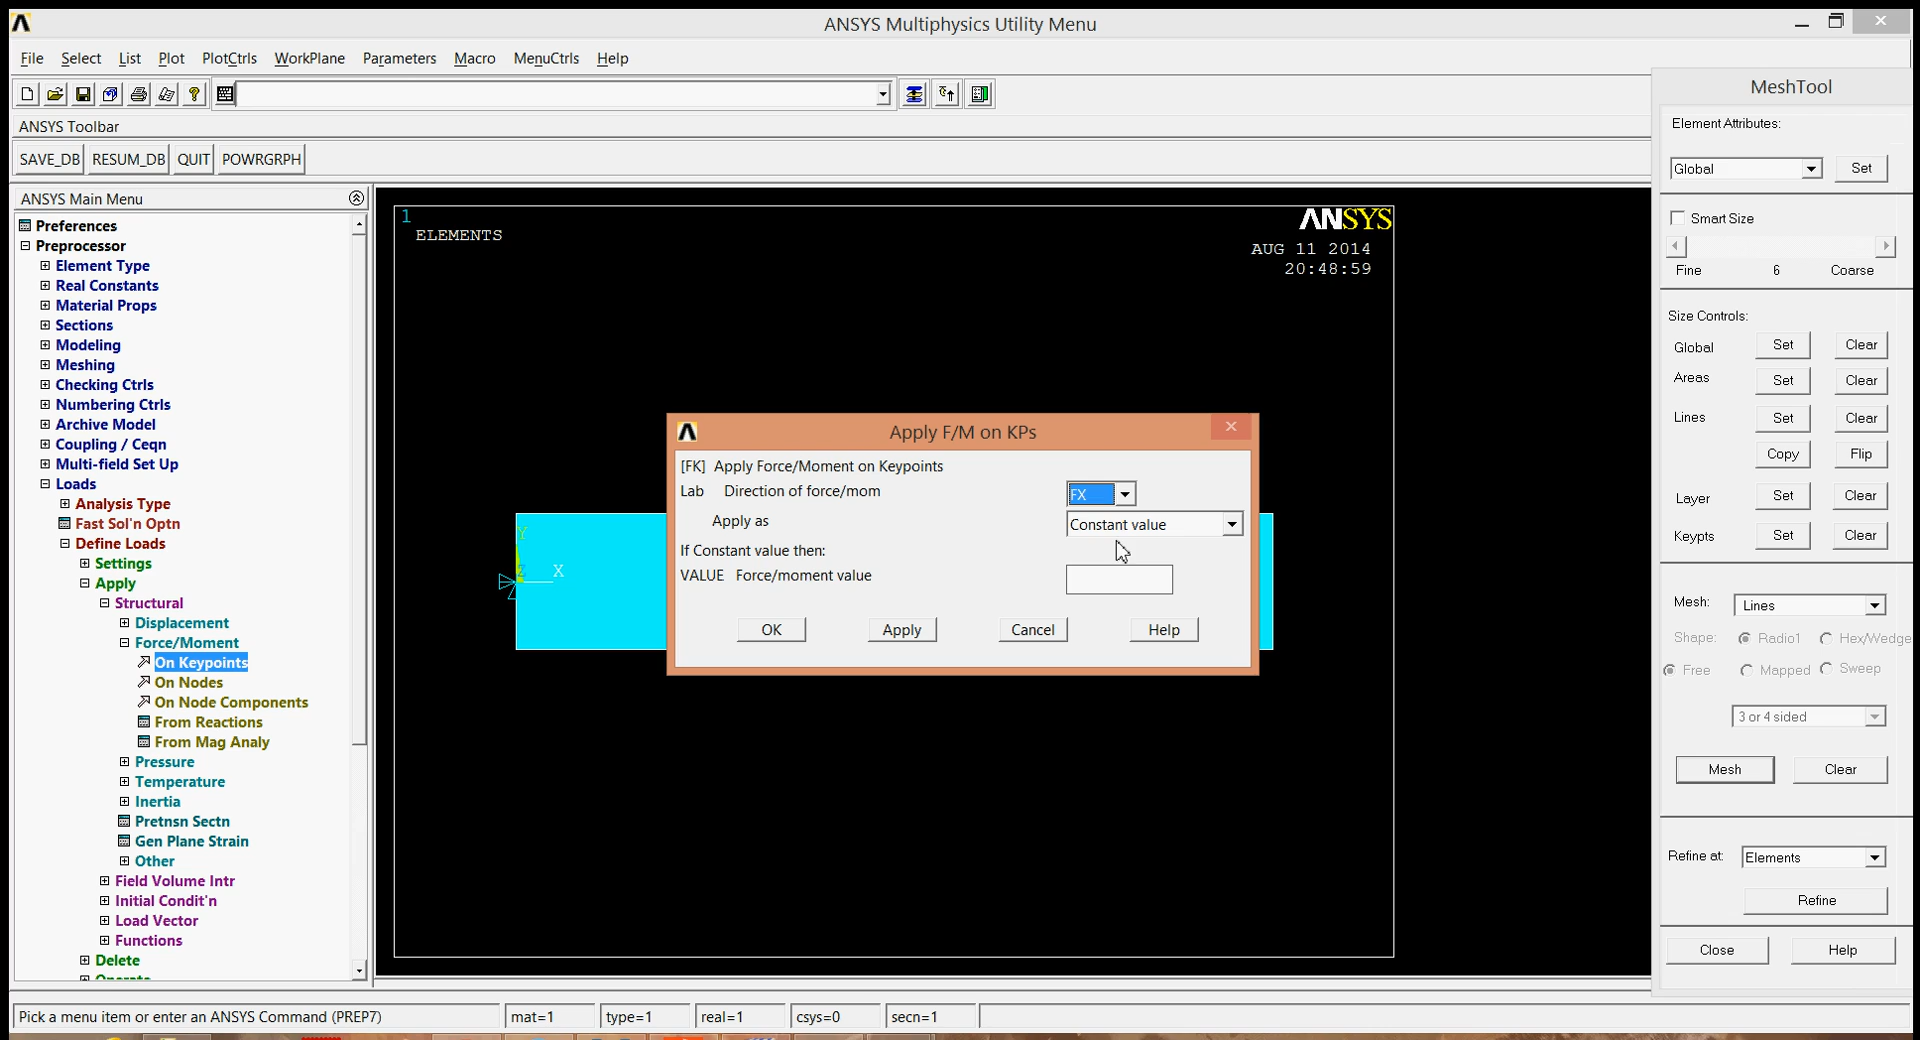 ANSYS Multiphysics Utility Menu
File Select List Plot PlotCtrls WorkPlane Parameters Macro MenuCtrls Help
ANSYS Toolbar
SAVE_DB RESUM_DB QUIT POWRGRPH
ANSYS Main Menu
Preferences
Preprocessor
Element Type
Real Constants
Material Props
Sections
Modeling
Meshing
Checking Ctrls
Numbering Ctrls
Archive Model
Coupling / Ceqn
Multi-field Set Up
Loads
Analysis Type
Fast Sol'n Optn
Define Loads
Settings
Apply
Structural
Displacement
Force/Moment
On Keypoints
On Nodes
On Node Components
From Reactions
From Mag Analy
Pressure
Temperature
Inertia
Pretnsn Sectn
Gen Plane Strain
Other
Field Volume Intr
Initial Condit'n
Load Vector
Functions
Delete
1
ELEMENTS
ANSYS
AUG 11 2014
20:48:59
Y
Z X
Apply F/M on KPs
[FK] Apply Force/Moment on Keypoints
Lab Direction of force/mom FX
Apply as Constant value
If Constant value then:
VALUE Force/moment value
OK Apply Cancel Help
MeshTool
Element Attributes:
Global Set
Smart Size
Fine 6 Coarse
Size Controls:
Global Set Clear
Areas Set Clear
Lines Set Clear
Copy Flip
Layer Set Clear
Keypts Set Clear
Mesh: Lines
Shape: Radio1 Hex/Wedge
Free Mapped Sweep
3 or 4 sided
Mesh Clear
Refine at: Elements
Refine
Close Help
Pick a menu item or enter an ANSYS Command (PREP7) mat=1 type=1 real=1 csys=0 secn=1